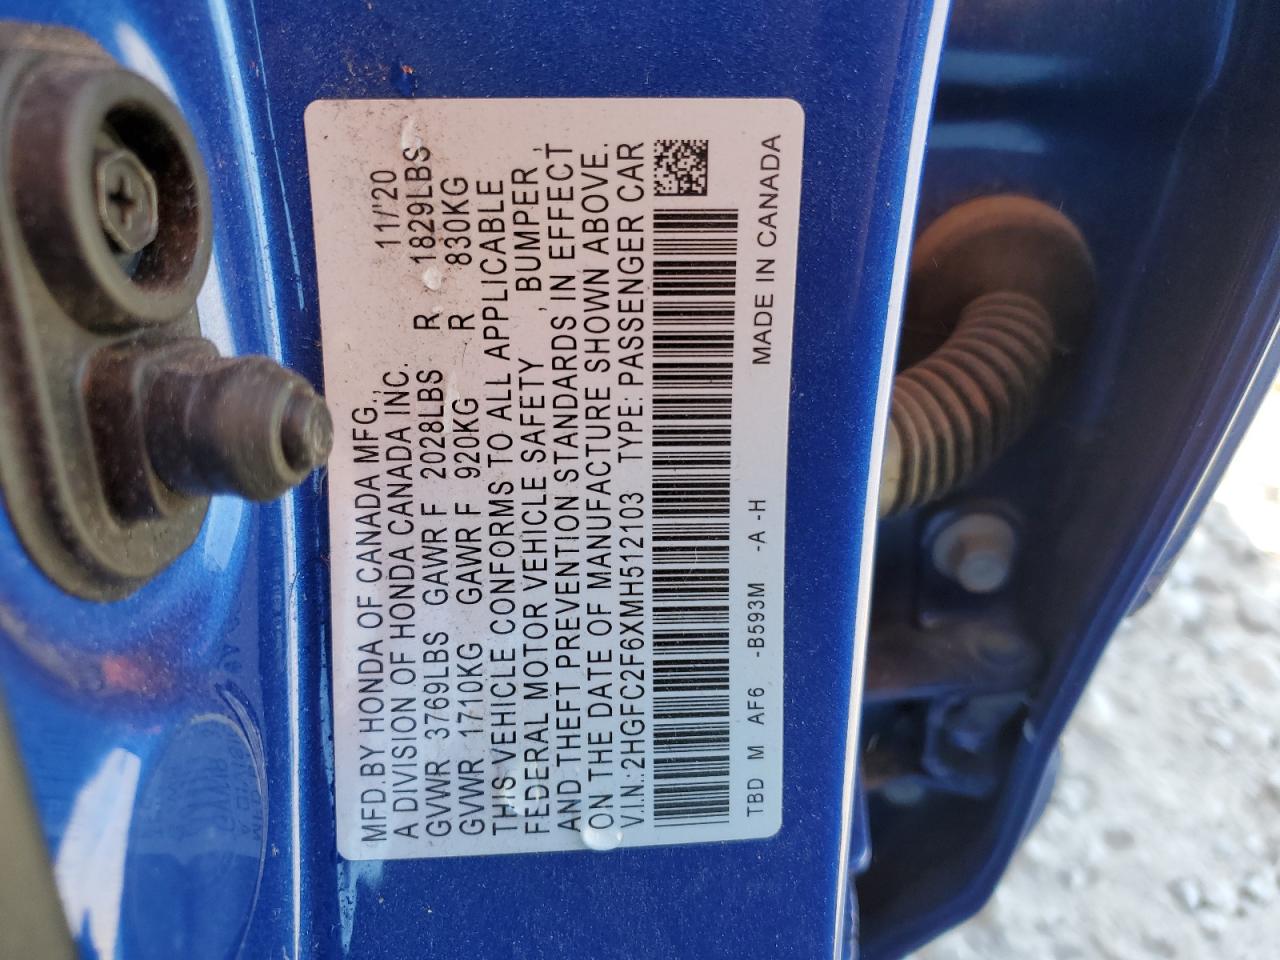 MFD.BY HONDA OF CANADA MFG., 11/'20
A DIVISION OF HONDA CANADA INC.
GVWR 3769LBS GAWR F 2028LBS R 1829LBS
GVWR 1710KG GAWR F 920KG R 830KG
THIS VEHICLE CONFORMS TO ALL APPLICABLE
FEDERAL MOTOR VEHICLE SAFETY , BUMPER ,
AND THEFT PREVENTION STANDARDS IN EFFECT
ON THE DATE OF MANUFACTURE SHOWN ABOVE.
V.I.N.:2HGFC2F6XMH512103 TYPE: PASSENGER CAR
TBD M AF6 -B593M -A -H MADE IN CANADA